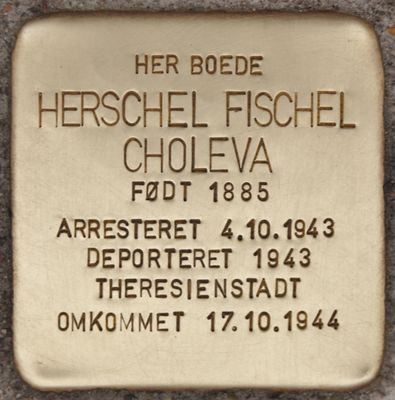 HER BOEDE
HERSCHEL FISCHEL
CHOLEVA
FØDT 1885
ARRESTERET 4.10.1943
DEPORTERET 1943
THERESIENSTADT
OMKOMMET 17.10.1944